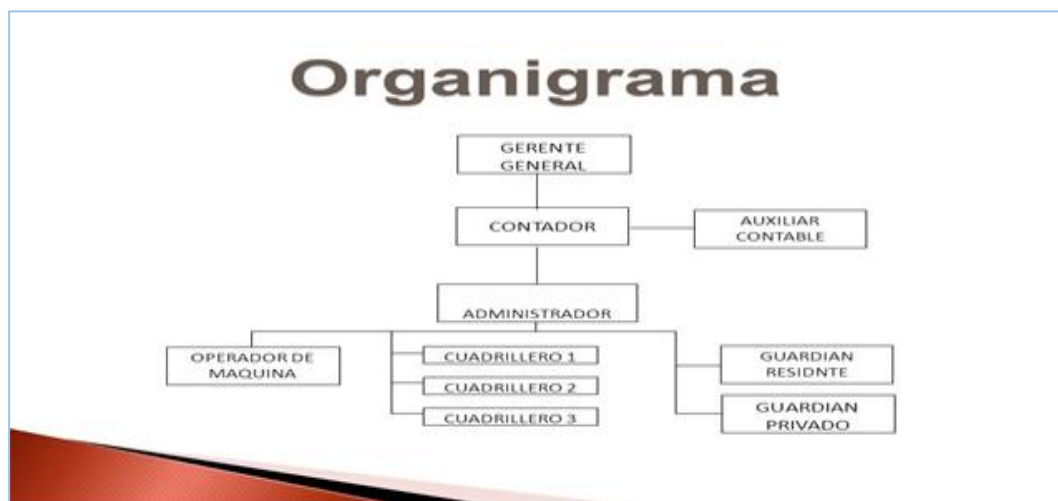 Organigrama
GERENTE
GENERAL
CONTADOR
AUXILIAR
CONTABLE
ADMINISTRADOR
OPERADOR DE
MAQUINA
CUADRILLERO 1
CUADRILLERO 2
CUADRILLERO 3
GUARDIAN
RESIDNTE
GUARDIAN
PRIVADO